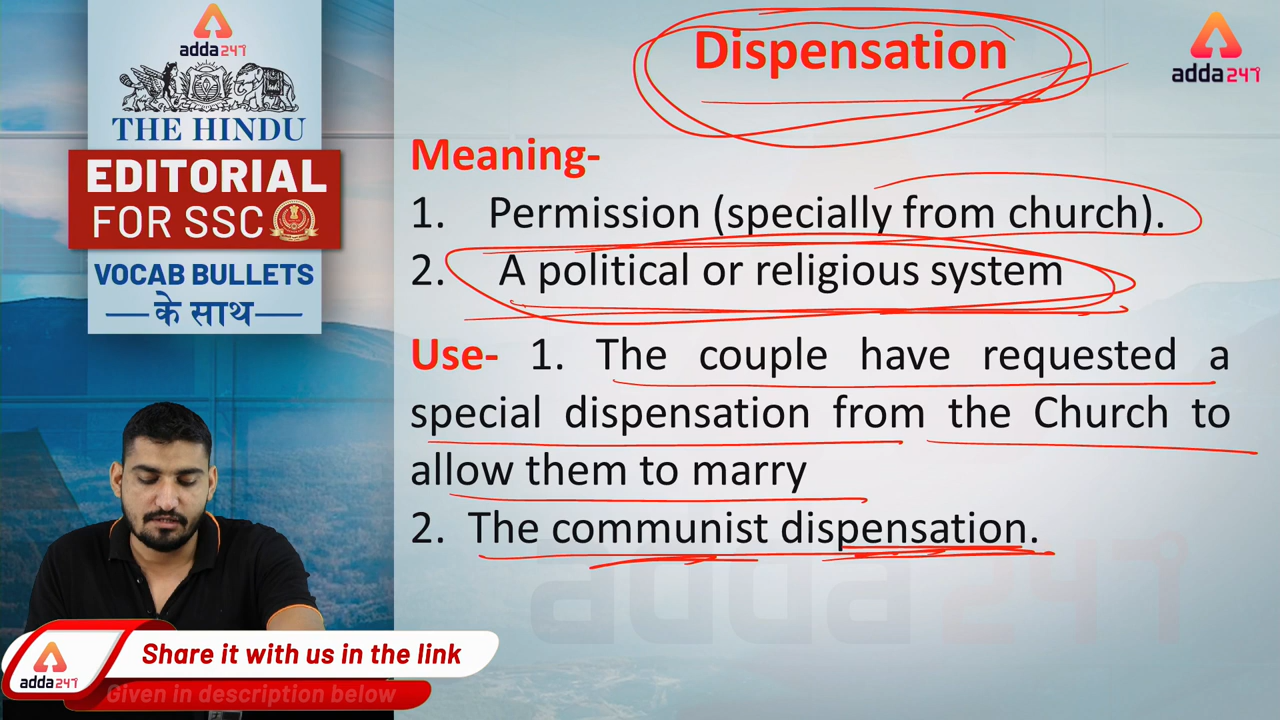 adda247
THE HINDU
EDITORIAL
FOR SSC
VOCAB BULLETS
के साथ
Dispensation
adda247
Meaning-
1. Permission (specially from church).
2. A political or religious system
Use- 1. The couple have requested a
special dispensation from the Church to
allow them to marry
2. The communist dispensation.
adda247
adda247
Share it with us in the link
Given in description below